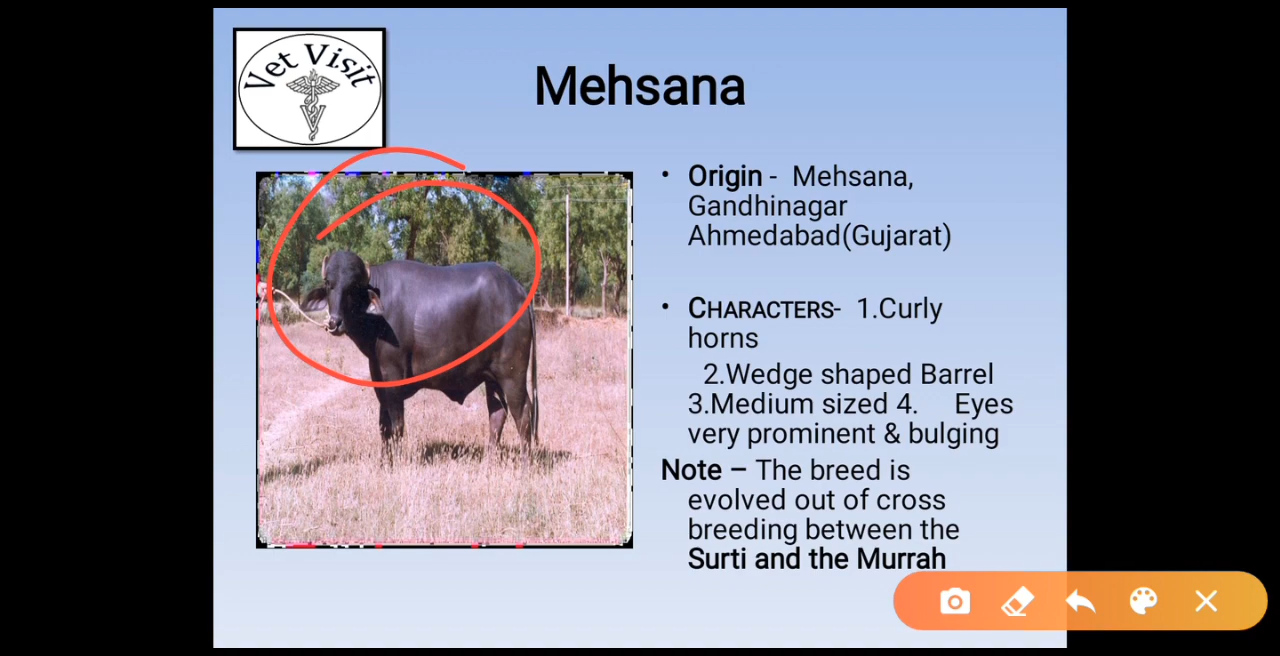 Vet Visit
Mehsana
• Origin - Mehsana,
Gandhinagar
Ahmedabad(Gujarat)
• CHARACTERS- 1.Curly
horns
2.Wedge shaped Barrel
3.Medium sized 4. Eyes
very prominent & bulging
Note – The breed is
evolved out of cross
breeding between the
Surti and the Murrah